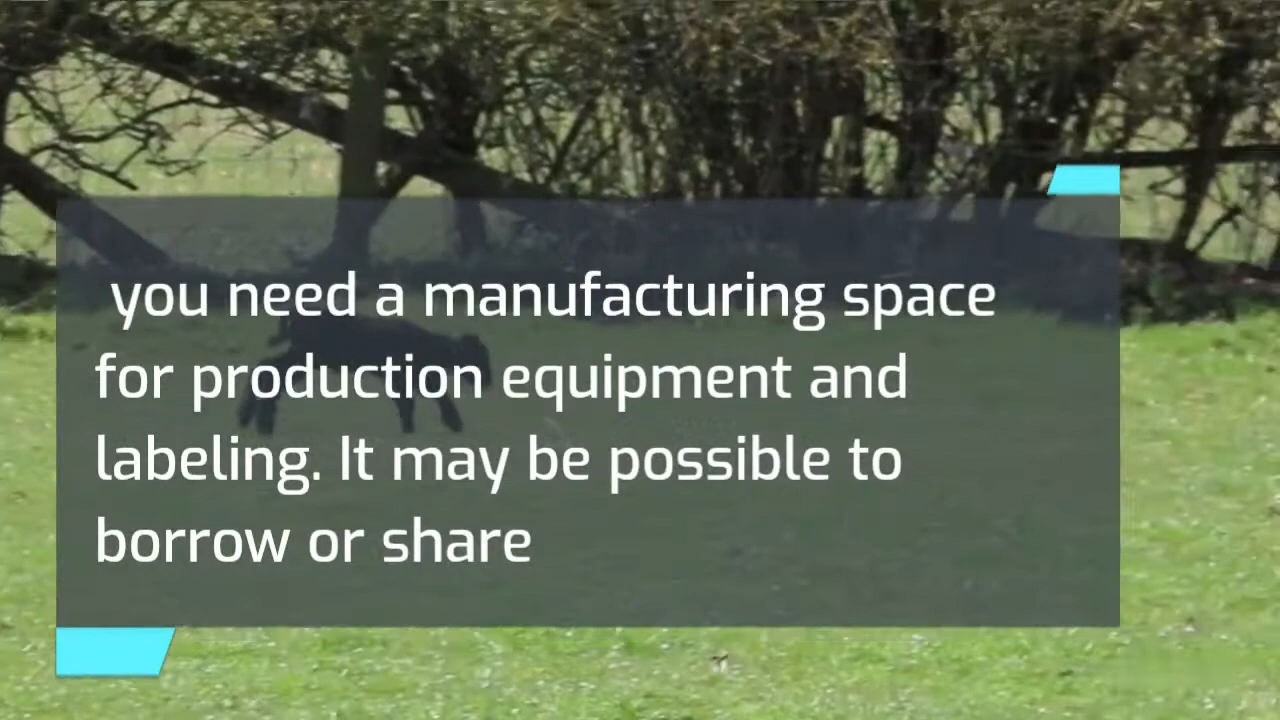 you need a manufacturing space
for production equipment and
labeling. It may be possible to
borrow or share